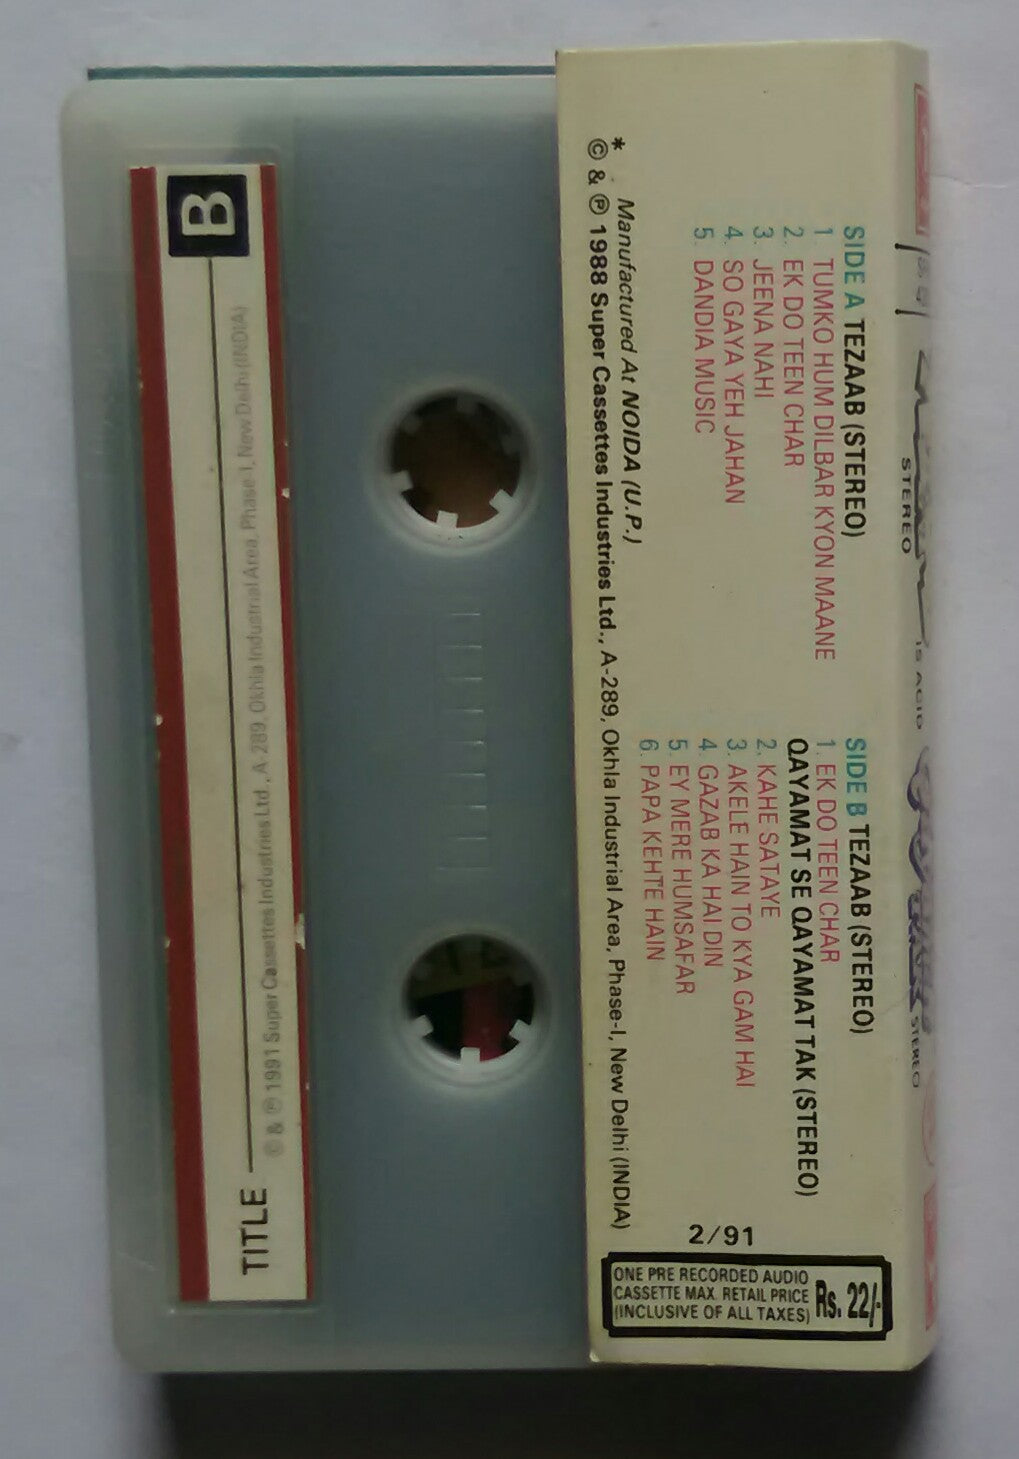 SIDE A TEZAAB (STEREO)
1 TUMKO HUM DILBAR KYON MAANE
2. EK DO TEEN CHAR
3. JEENA NAHI
4. SO GAYA YEH JAHAN
5. DANDIA MUSIC
SIDE B TEZAAB (STEREO)
1. EK DO TEEN CHAR
QAYAMAT SE QAYAMAT TAK (STEREO)
2. KAHE SATAYE
3. AKELE HAIN TO KYA GAM HAI
4. GAZAB KA HAI DIN
5. EY MERE HUMSAFAR
6. PAPA KEHTE HAIN
* Manufactured At NOIDA (U.P.)
© & ℗ 1988 Super Cassettes Industries Ltd., A-289, Okhla Industrial Area, Phase-I, New Delhi (INDIA)
2/91
ONE PRE RECORDED AUDIO
CASSETTE MAX. RETAIL PRICE
(INCLUSIVE OF ALL TAXES)
Rs. 22/-
STEREO
IS ACID
STEREO
B
TITLE
© & ℗ 1991 Super Cassettes Industries Ltd., A 289, Okhla Industrial Area, Phase I, New Delhi (INDIA)